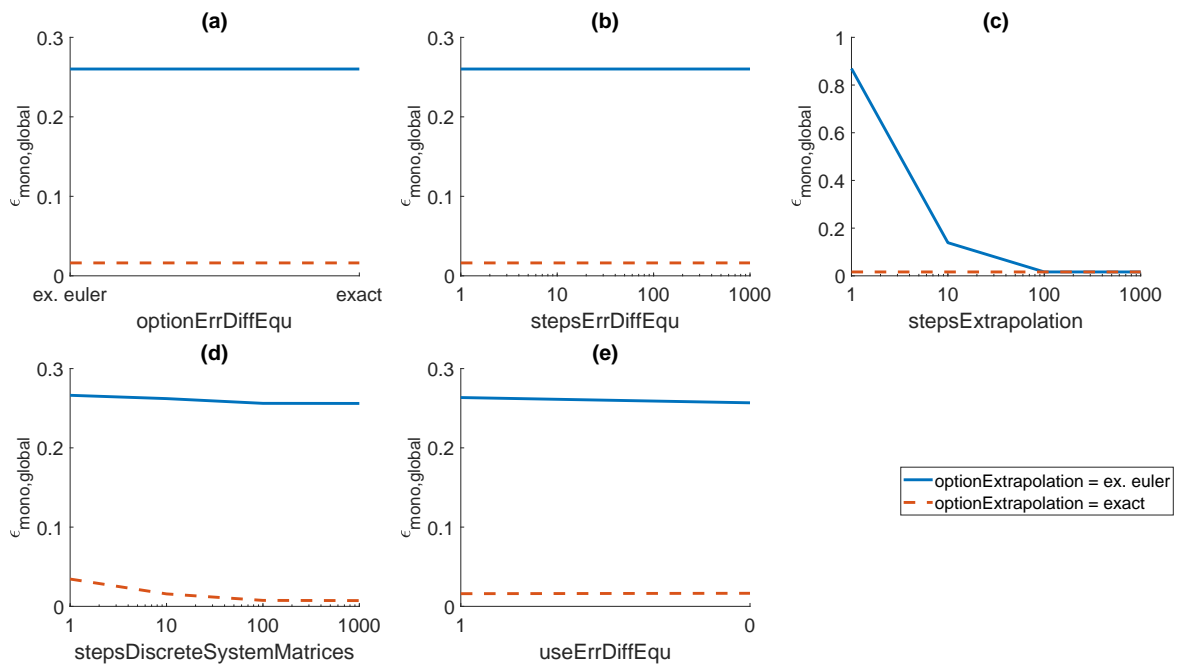 (a)
0.3
0.2
0.1
0
ϵmono,global
ex. euler
exact
optionErrDiffEqu
(b)
0.3
0.2
0.1
0
ϵmono,global
1
10
100
1000
stepsErrDiffEqu
(c)
1
0.8
0.6
0.4
0.2
0
ϵmono,global
1
10
100
1000
stepsExtrapolation
(d)
0.3
0.2
0.1
0
ϵmono,global
1
10
100
1000
stepsDiscreteSystemMatrices
(e)
0.3
0.2
0.1
0
ϵmono,global
1
0
useErrDiffEqu
optionExtrapolation = ex. euler
optionExtrapolation = exact